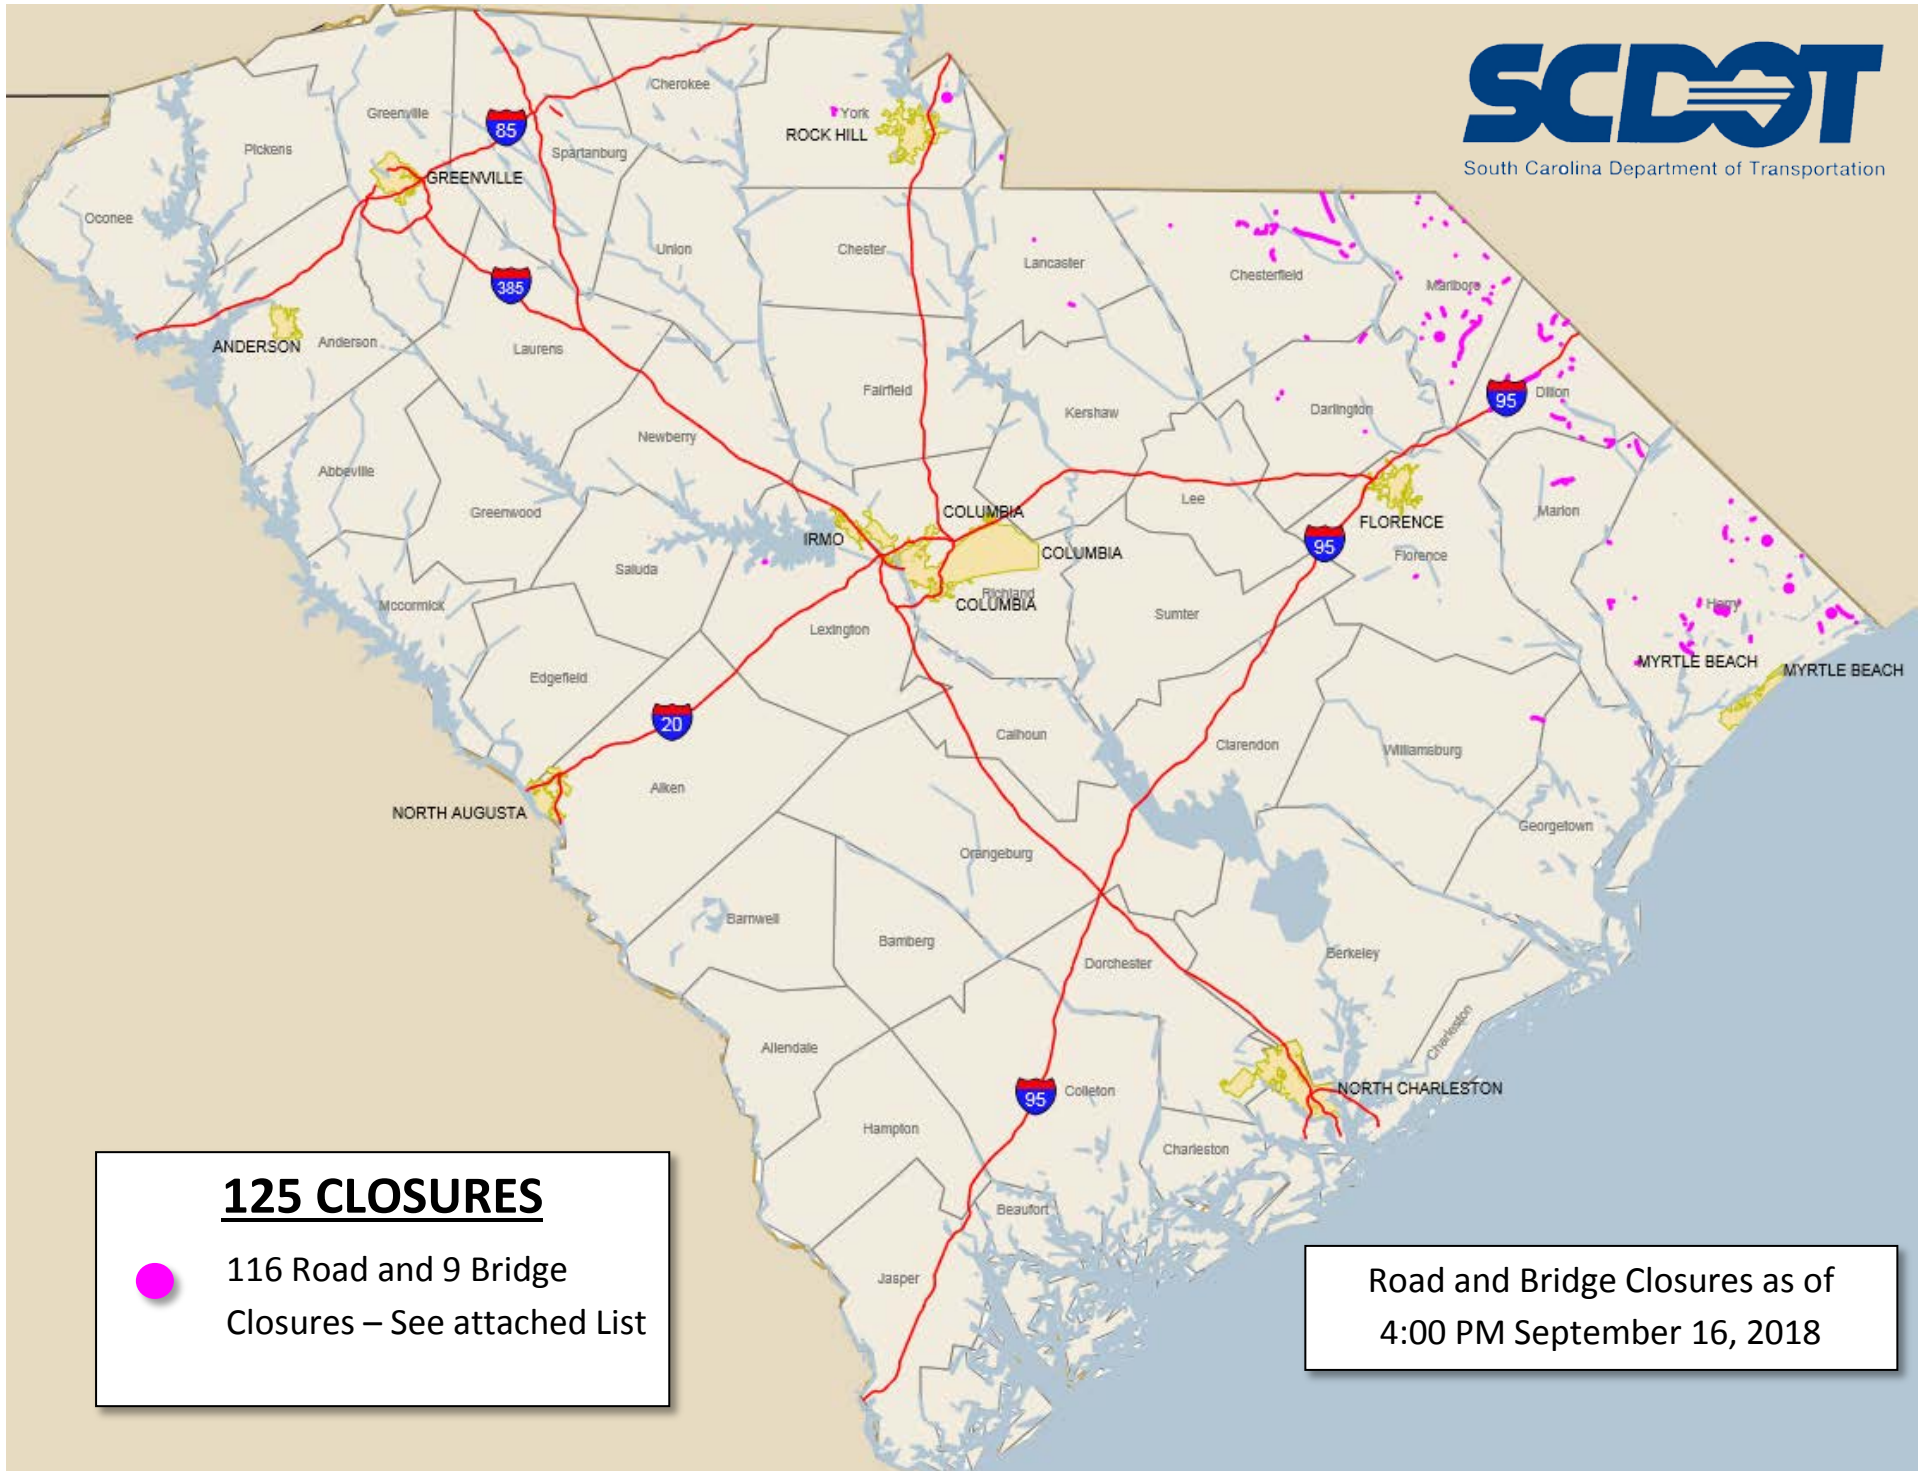 SCDOT
South Carolina Department of Transportation
Cherokee
Greenville
York
ROCK HILL
85
Pickens
Spartanburg
GREENVILLE
Oconee
Union
Chester
Lancaster
Chesterfield
Marlboro
385
ANDERSON
Anderson
Laurens
Fairfield
Kershaw
Darlington
95
Dillon
Newberry
Abbeville
Greenwood
Lee
COLUMBIA
FLORENCE
Marion
IRMO
COLUMBIA
95
Florence
Saluda
Richland
COLUMBIA
Mccormick
Lexington
Sumter
Horry
MYRTLE BEACH
MYRTLE BEACH
Edgefield
20
Calhoun
Clarendon
Williamsburg
Aiken
NORTH AUGUSTA
Georgetown
Orangeburg
Barnwell
Bamberg
Berkeley
Dorchester
Charleston
Allendale
95
Colleton
NORTH CHARLESTON
Hampton
Charleston
Beaufort
Jasper
125 CLOSURES
116 Road and 9 Bridge
Closures – See attached List
Road and Bridge Closures as of
4:00 PM September 16, 2018